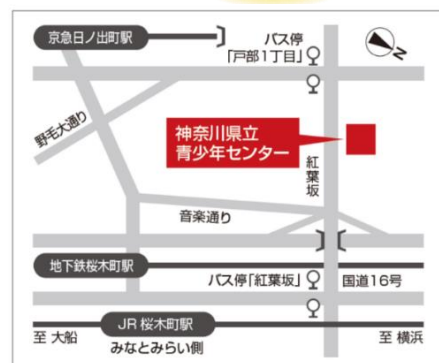 京急日ノ出町駅
バス停
「戸部1丁目」
N
野毛大通り
神奈川県立
青少年センター
紅葉坂
音楽通り
地下鉄桜木町駅
バス停「紅葉坂」
国道16号
JR 桜木町駅
至 大船
みなとみらい側
至 横浜